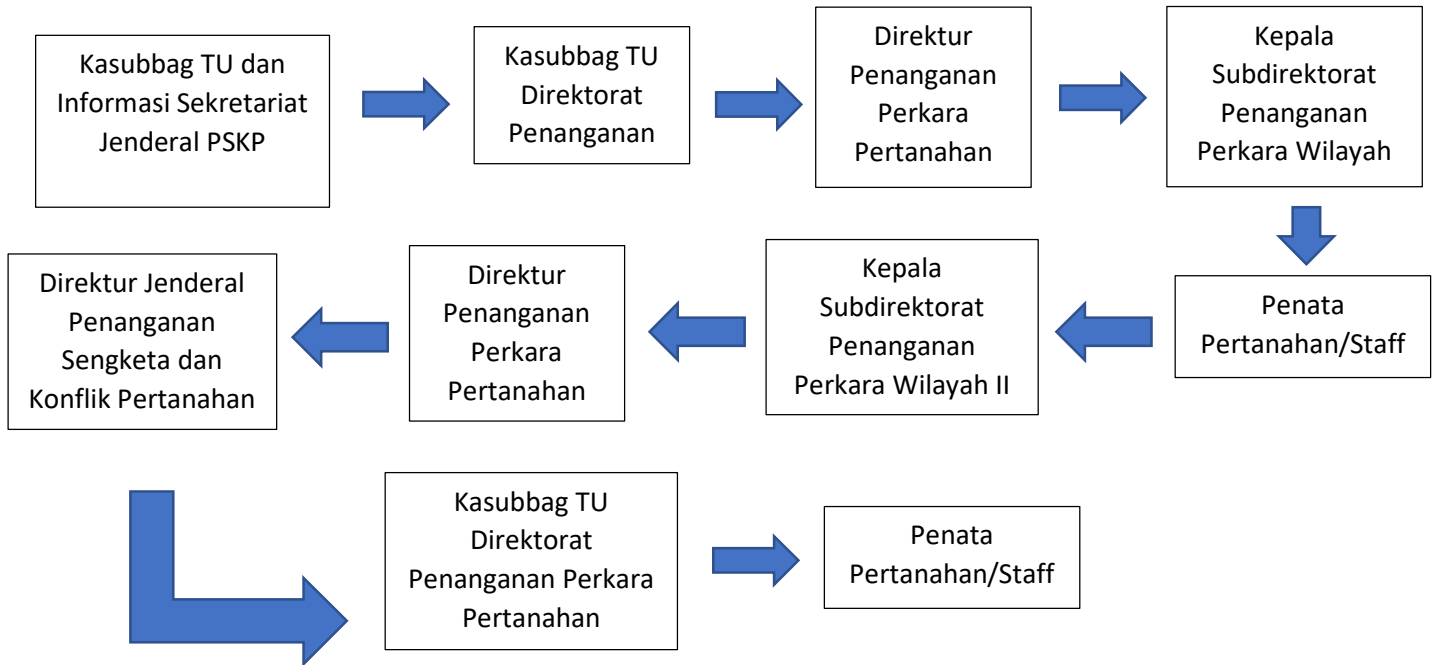 Kasubbag TU dan
Informasi Sekretariat
Jenderal PSKP
Kasubbag TU
Direktorat
Penanganan
Direktur
Penanganan
Perkara
Pertanahan
Kepala
Subdirektorat
Penanganan
Perkara Wilayah
Penata
Pertanahan/Staff
Kepala
Subdirektorat
Penanganan
Perkara Wilayah II
Direktur
Penanganan
Perkara
Pertanahan
Direktur Jenderal
Penanganan
Sengketa dan
Konflik Pertanahan
Kasubbag TU
Direktorat
Penanganan Perkara
Pertanahan
Penata
Pertanahan/Staff